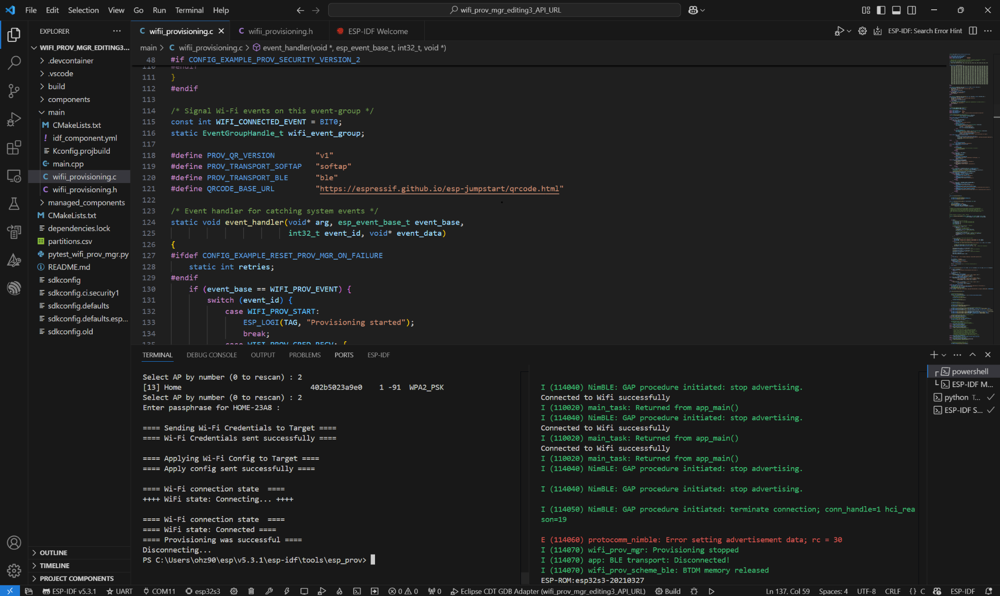 File Edit Selection View Go Run Terminal Help
wifi_prov_mgr_editing3_API_URL
EXPLORER
WIFI_PROV_MGR_EDITING3...
.devcontainer
.vscode
build
components
main
CMakeLists.txt
idf_component.yml
Kconfig.projbuild
main.cpp
wifii_provisioning.c
wifii_provisioning.h
managed_components
CMakeLists.txt
dependencies.lock
partitions.csv
pytest_wifi_prov_mgr.py
README.md
sdkconfig
sdkconfig.ci.security1
sdkconfig.defaults
sdkconfig.defaults.esp...
sdkconfig.old
OUTLINE
TIMELINE
PROJECT COMPONENTS
C wifii_provisioning.c C wifii_provisioning.h ESP-IDF Welcome
ESP-IDF: Search Error Hint
main > C wifii_provisioning.c > event_handler(void *, esp_event_base_t, int32_t, void *)
48 #if CONFIG_EXAMPLE_PROV_SECURITY_VERSION_2
110 #endif
111 }
112 #endif
113
114 /* Signal Wi-Fi events on this event-group */
115 const int WIFI_CONNECTED_EVENT = BIT0;
116 static EventGroupHandle_t wifi_event_group;
117
118 #define PROV_QR_VERSION "v1"
119 #define PROV_TRANSPORT_SOFTAP "softap"
120 #define PROV_TRANSPORT_BLE "ble"
121 #define QRCODE_BASE_URL "https://espressif.github.io/esp-jumpstart/qrcode.html"
122
123 /* Event handler for catching system events */
124 static void event_handler(void* arg, esp_event_base_t event_base,
125 int32_t event_id, void* event_data)
126 {
127 #ifdef CONFIG_EXAMPLE_RESET_PROV_MGR_ON_FAILURE
128 static int retries;
129 #endif
130 if (event_base == WIFI_PROV_EVENT) {
131 switch (event_id) {
132 case WIFI_PROV_START:
133 ESP_LOGI(TAG, "Provisioning started");
134 break;
135 case WIFI_PROV_CRED_RECV: {
TERMINAL DEBUG CONSOLE OUTPUT PROBLEMS PORTS ESP-IDF
Select AP by number (0 to rescan) : 2
[13] Home 402b5023a9e0 1 -91 WPA2_PSK
Select AP by number (0 to rescan) : 2
Enter passphrase for HOME-23A8 :
==== Sending Wi-Fi Credentials to Target ====
==== Wi-Fi Credentials sent successfully ====
==== Applying Wi-Fi Config to Target ====
==== Apply config sent successfully ====
==== Wi-Fi connection state ====
++++ WiFi state: Connecting... ++++
==== Wi-Fi connection state ====
==== WiFi state: Connected ====
==== Provisioning was successful ====
Disconnecting...
PS C:\Users\ohz90\esp\v5.3.1\esp-idf\tools\esp_prov>
I (114040) NimBLE: GAP procedure initiated: stop advertising.
Connected to Wifi successfully
I (110020) main_task: Returned from app_main()
I (114040) NimBLE: GAP procedure initiated: stop advertising.
Connected to Wifi successfully
I (110020) main_task: Returned from app_main()
Connected to Wifi successfully
I (110020) main_task: Returned from app_main()
I (114040) NimBLE: GAP procedure initiated: stop advertising.
I (114040) NimBLE: GAP procedure initiated: stop advertising.
I (114050) NimBLE: GAP procedure initiated: terminate connection; conn_handle=1 hci_rea
son=19
E (114060) protocomm_nimble: Error setting advertisement data; rc = 30
I (114070) wifi_prov_mgr: Provisioning stopped
I (114070) app: BLE transport: Disconnected!
I (114070) wifi_prov_scheme_ble: BTDM memory released
ESP-ROM:esp32s3-20210327
powershell
ESP-IDF M...
python T...
ESP-IDF S...
ESP-IDF v5.3.1 UART COM11 esp32s3 0 0 0 Eclipse CDT GDB Adapter (wifi_prov_mgr_editing3_API_URL) Build Ln 137, Col 59 Spaces: 4 UTF-8 CRLF {} C ESP-IDF